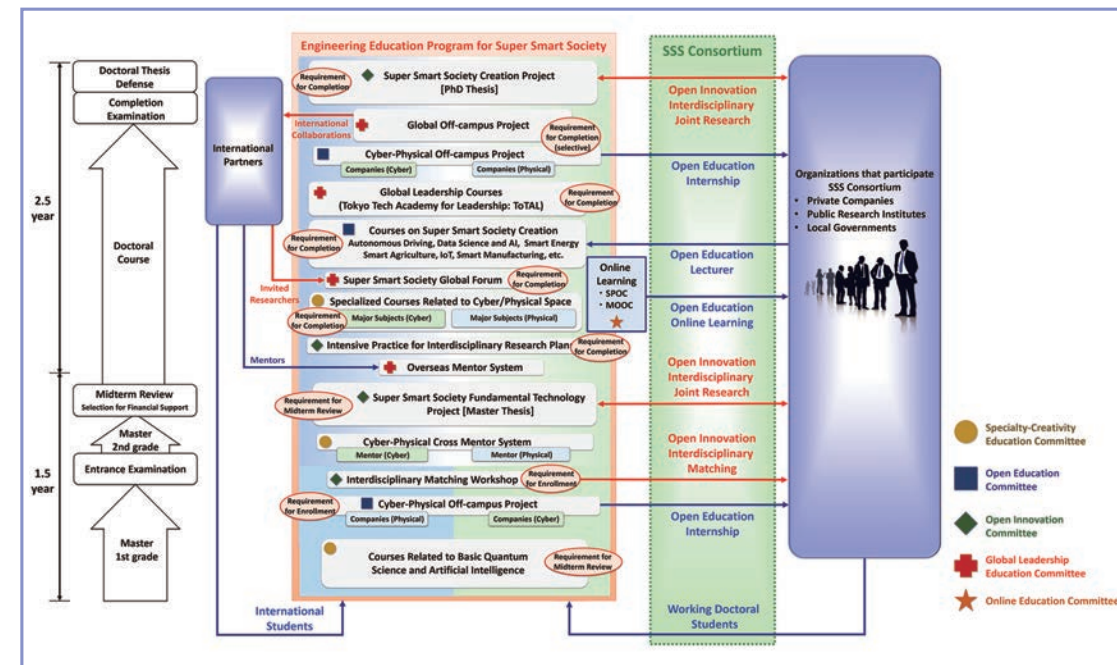 Engineering Education Program for Super Smart Society
SSS Consortium
Doctoral Thesis
Defense
Completion
Examination
2.5
year
Doctoral
Course
Midterm Review
Selection for Financial Support
Master
2nd grade
Entrance Examination
1.5
year
Master
1st grade
International
Partners
International
Collaborations
Invited
Researchers
Mentors
International
Students
Requirement
for Completion
Super Smart Society Creation Project
[PhD Thesis]
Global Off-campus Project
Requirement
for Completion
(selective)
Cyber-Physical Off-campus Project
Companies (Cyber)
Companies (Physical)
Global Leadership Courses
(Tokyo Tech Academy for Leadership: ToTAL)
Requirement
for Completion
Requirement
for Completion
Courses on Super Smart Society Creation
Autonomous Driving, Data Science and AI, Smart Energy
Smart Agriculture, IoT, Smart Manufacturing, etc.
Super Smart Society Global Forum
Requirement
for Completion
Specialized Courses Related to Cyber/Physical Space
Requirement
for Completion
Major Subjects (Cyber)
Major Subjects (Physical)
Intensive Practice for Interdisciplinary Research Plan
Requirement
for Completion
Overseas Mentor System
Requirement for
Midterm Review
Super Smart Society Fundamental Technology
Project [Master Thesis]
Cyber-Physical Cross Mentor System
Mentor (Cyber)
Mentor (Physical)
Interdisciplinary Matching Workshop
Requirement
for Enrollment
Requirement
for Enrollment
Cyber-Physical Off-campus Project
Companies (Physical)
Companies (Cyber)
Courses Related to Basic Quantum
Science and Artificial Intelligence
Requirement for
Midterm Review
Online
Learning
• SPOC
• MOOC
Open Innovation
Interdisciplinary
Joint Research
Open Education
Internship
Open Education
Lecturer
Open Education
Online Learning
Open Innovation
Interdisciplinary
Joint Research
Open Innovation
Interdisciplinary
Matching
Open Education
Internship
Working Doctoral
Students
Organizations that participate
SSS Consortium
• Private Companies
• Public Research Institutes
• Local Governments
Specialty-Creativity
Education Committee
Open Education
Committee
Open Innovation
Committee
Global Leadership
Education Committee
Online Education Committee